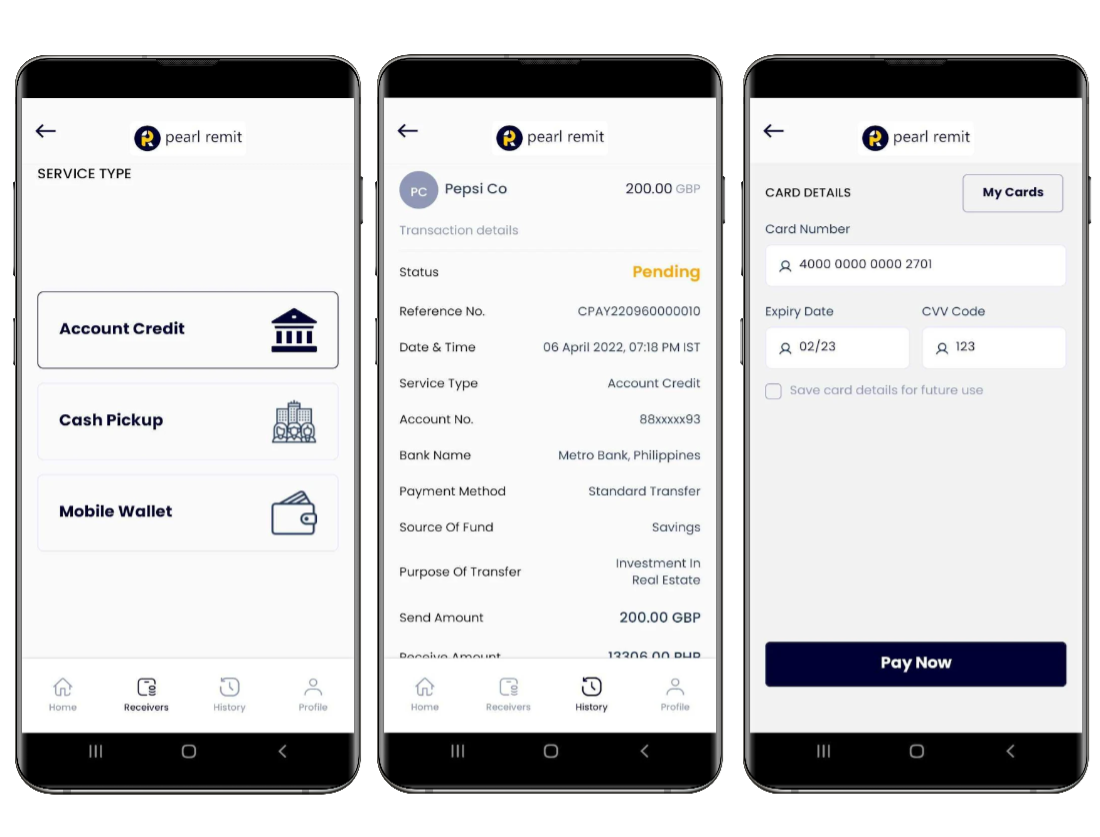 pearl remit
SERVICE TYPE
Account Credit
Cash Pickup
Mobile Wallet
Home Receivers History Profile
pearl remit
PC Pepsi Co 200.00 GBP
Transaction details
Status Pending
Reference No. CPAY220960000010
Date & Time 06 April 2022, 07:18 PM IST
Service Type Account Credit
Account No. 88xxxxx93
Bank Name Metro Bank, Philippines
Payment Method Standard Transfer
Source Of Fund Savings
Purpose Of Transfer Investment In
Real Estate
Send Amount 200.00 GBP
Receive Amount 13306.00 PHP
Home Receivers History Profile
pearl remit
CARD DETAILS My Cards
Card Number
4000 0000 0000 2701
Expiry Date CVV Code
02/23 123
Save card details for future use
Pay Now